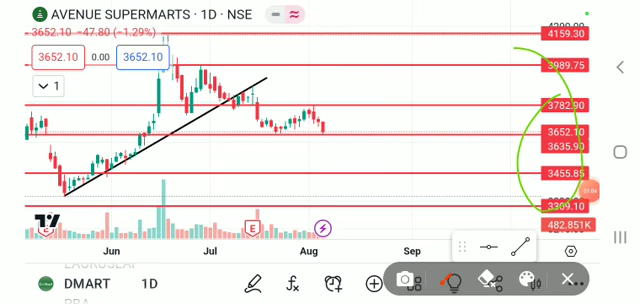 AVENUE SUPERMARTS · 1D · NSE
3652.10 −47.80 (−1.29%)
3652.10 0.00 3652.10
1
4159.30
3989.75
3782.90
3652.10
3635.90
3455.85
3309.10
482.851K
E E
Jun Jul Aug Sep
DMART 1D